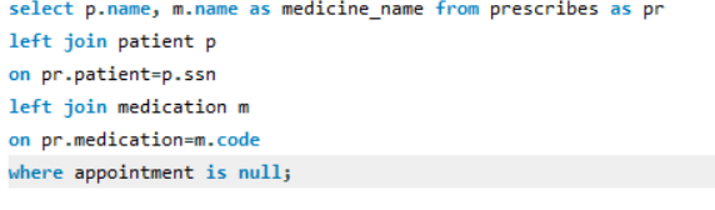 select p.name, m.name as medicine_name from prescribes as pr
left join patient p
on pr.patient=p.ssn
left join medication m
on pr.medication=m.code
where appointment is null;